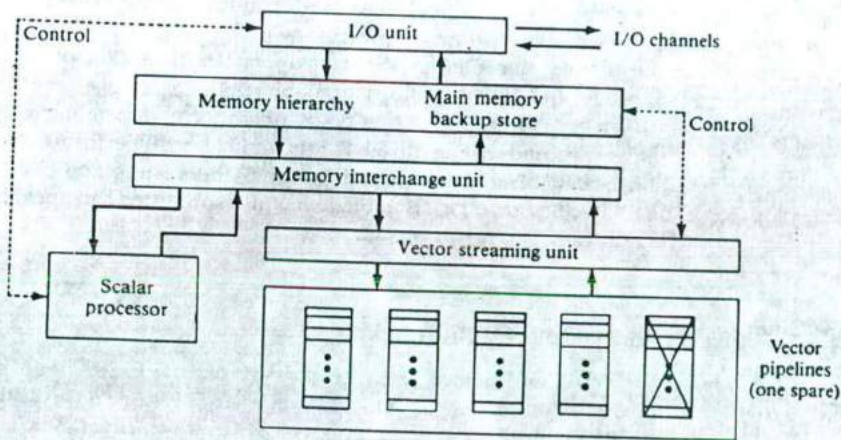 I/O unit
I/O channels
Control
Memory hierarchy
Main memory
backup store
Control
Memory interchange unit
Vector streaming unit
Scalar
processor
Vector
pipelines
(one spare)